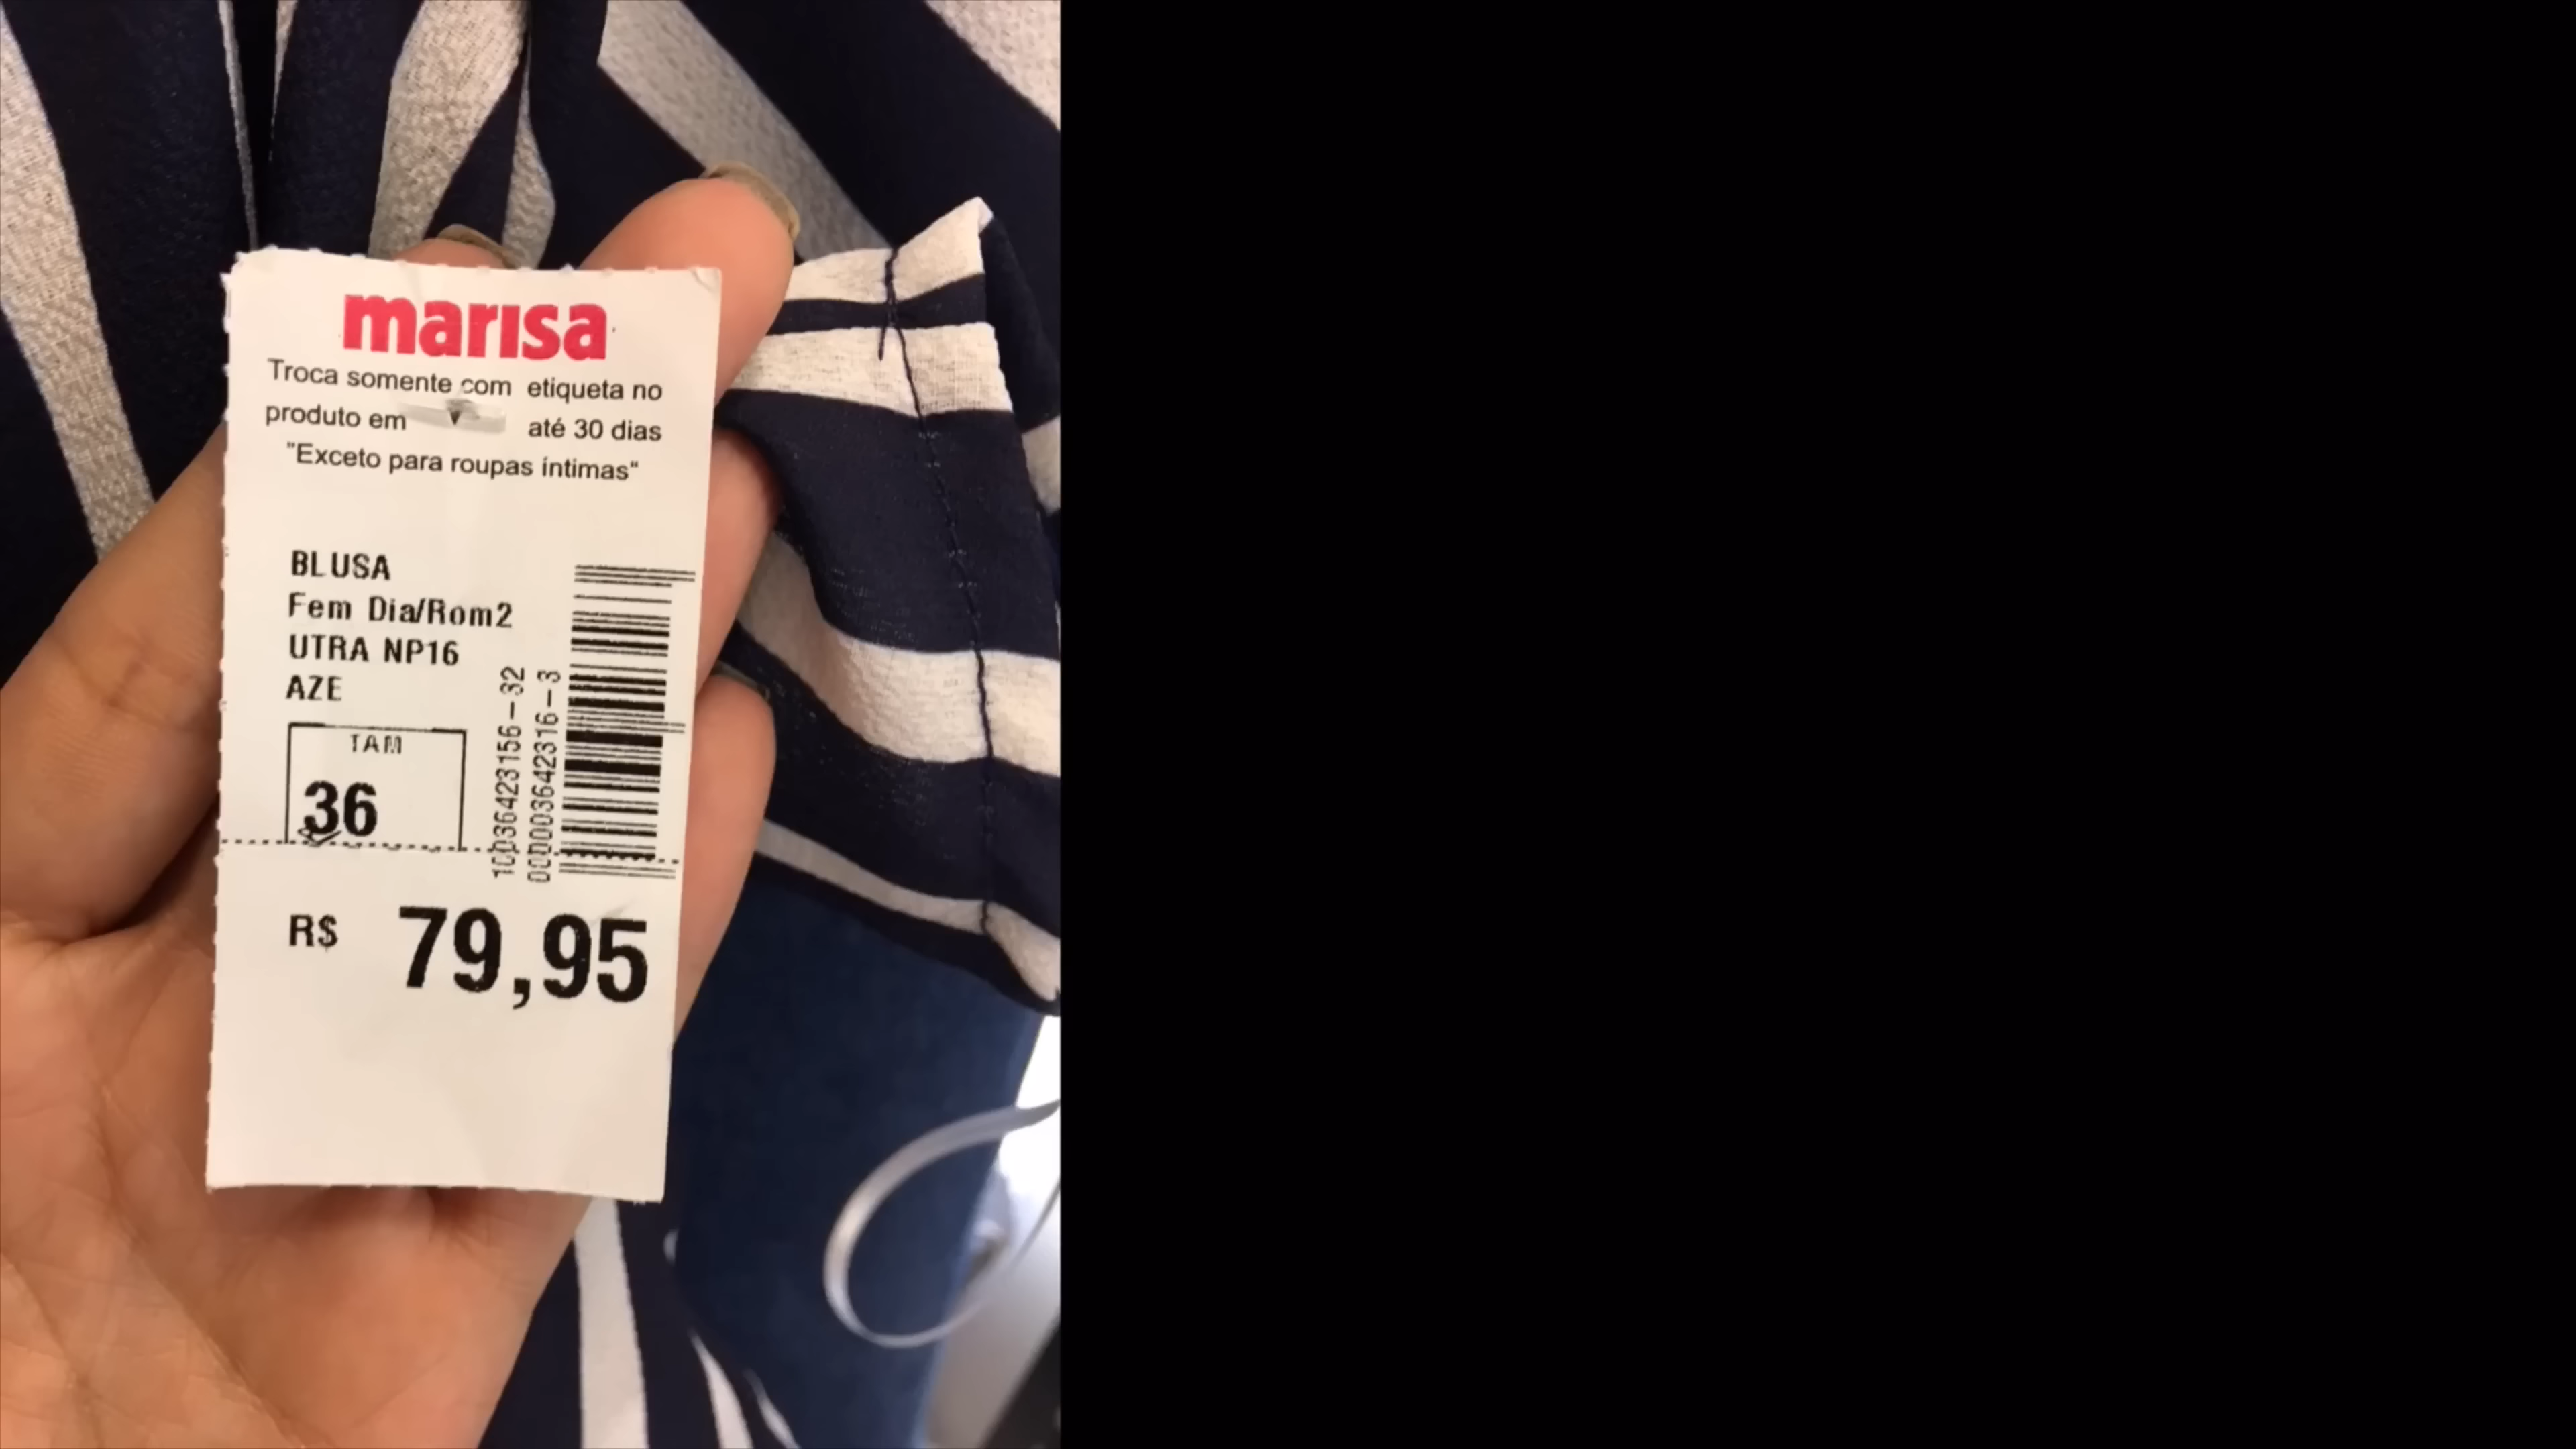 marisa
Troca somente com etiqueta no
produto em até 30 dias
"Exceto para roupas íntimas"
BLUSA
Fem Dia/Rom2
UTRA NP16
AZE
TAM
36
10036423156-32
0000003642316-3
R$ 79,95